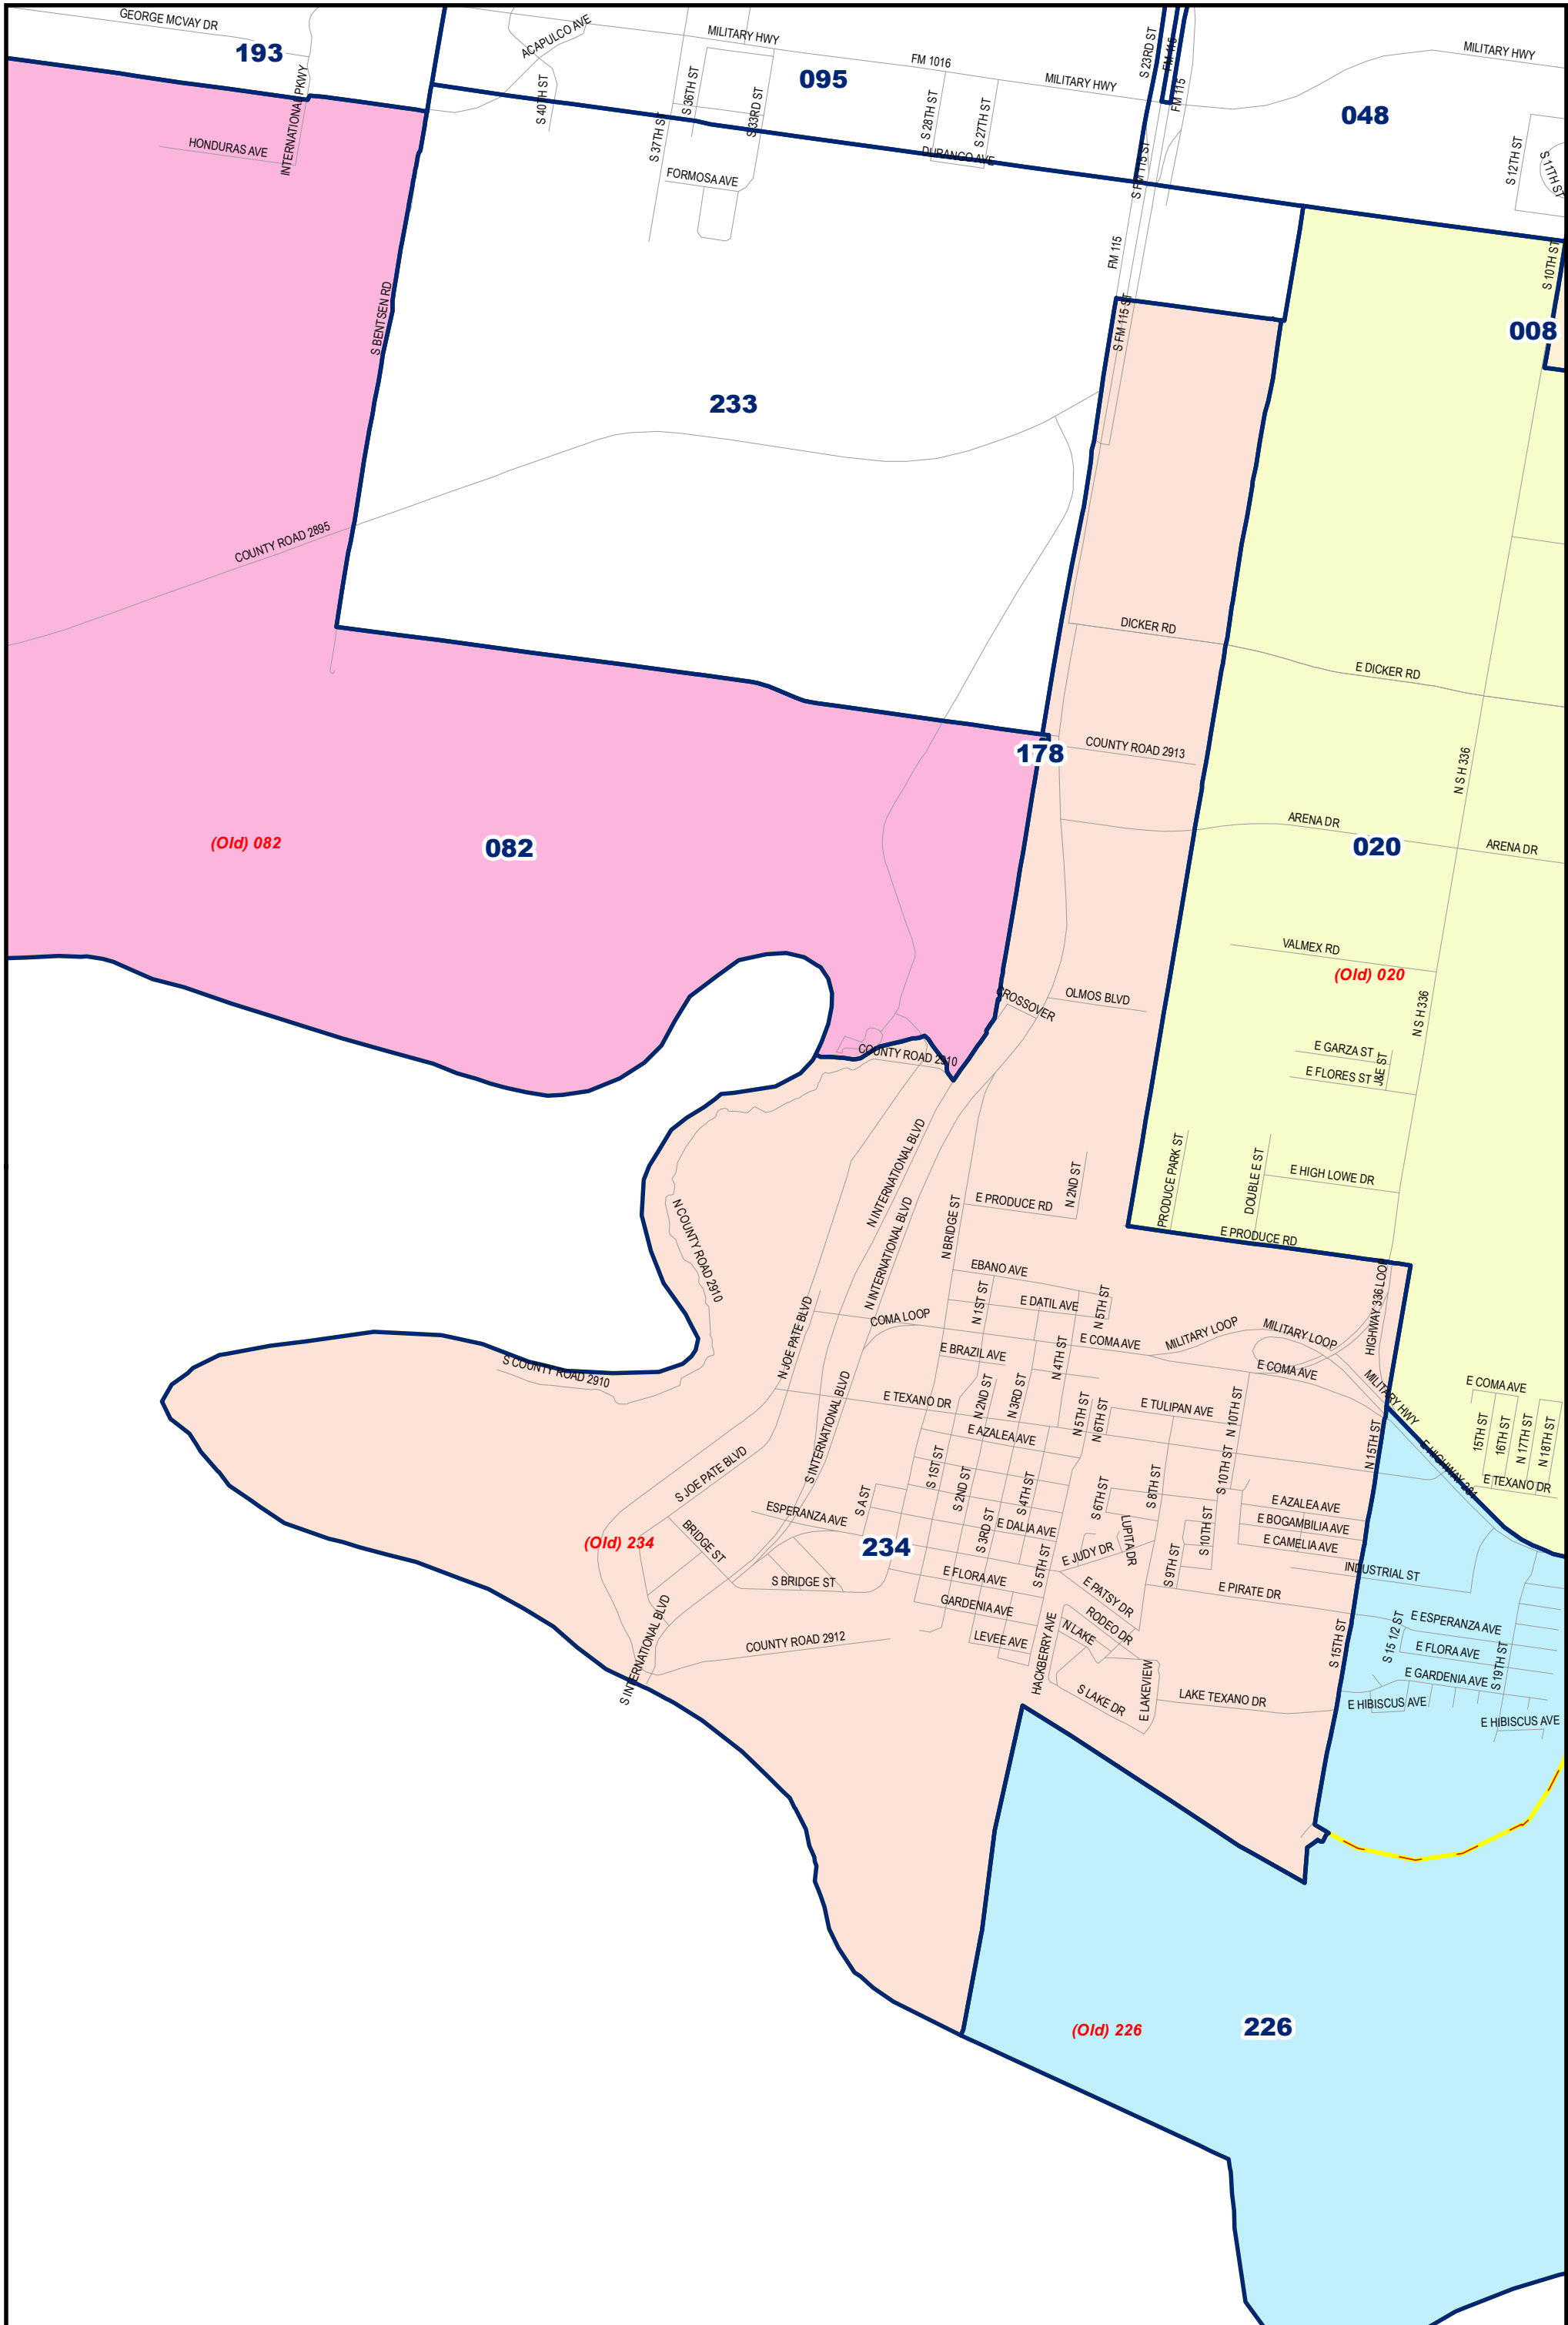 GEORGE MCVAY DR
193
INTERNATIONAL PKWY
HONDURAS AVE
ACAPULCO AVE
S 40TH ST
MILITARY HWY
S 36TH ST
S 33RD ST
S 37TH ST
FORMOSA AVE
095
FM 1016
S 28TH ST
S 27TH ST
DURANGO AVE
MILITARY HWY
S 23RD ST
FM 115
FM 115
S FM 115 ST
048
MILITARY HWY
S 12TH ST
S 11TH ST
S 10TH ST
008
FM 115
S FM 115 ST
S BENTSEN RD
233
COUNTY ROAD 2895
DICKER RD
E DICKER RD
178
COUNTY ROAD 2913
N S H 336
ARENA DR
020
ARENA DR
(Old) 082
082
VALMEX RD
(Old) 020
N S H 336
CROSSOVER
OLMOS BLVD
COUNTY ROAD 2910
E GARZA ST
E FLORES ST
J&E ST
N INTERNATIONAL BLVD
N 2ND ST
PRODUCE PARK ST
DOUBLE E ST
E HIGH LOWE DR
E PRODUCE RD
E PRODUCE RD
N COUNTY ROAD 2910
N BRIDGE ST
N INTERNATIONAL BLVD
EBANO AVE
N 1ST ST
E DATIL AVE
N 5TH ST
HIGHWAY 336 LOOP
COMA LOOP
N JOE PATE BLVD
E BRAZIL AVE
N 4TH ST
E COMA AVE
MILITARY LOOP
MILITARY LOOP
E COMA AVE
S COUNTY ROAD 2910
E TEXANO DR
N 2ND ST
N 3RD ST
N 5TH ST
N 6TH ST
E TULIPAN AVE
N 10TH ST
MILITARY HWY
E COMA AVE
15TH ST
16TH ST
N 17TH ST
N 18TH ST
S INTERNATIONAL BLVD
E AZALEA AVE
N 15TH ST
E HIGHWAY 281
E TEXANO DR
S JOE PATE BLVD
S 1ST ST
S 2ND ST
S 4TH ST
S 6TH ST
S 8TH ST
S 10TH ST
E AZALEA AVE
E BOGAMBILIA AVE
E CAMELIA AVE
S A ST
ESPERANZA AVE
(Old) 234
BRIDGE ST
234
S 3RD ST
E DALIA AVE
LUPITA DR
E JUDY DR
S 10TH ST
S 9TH ST
INDUSTRIAL ST
S BRIDGE ST
E FLORA AVE
S 5TH ST
E PATSY DR
E PIRATE DR
GARDENIA AVE
RODEO DR
N LAKE
LEVEE AVE
HACKBERRY AVE
COUNTY ROAD 2912
S INTERNATIONAL BLVD
S LAKE DR
E LAKEVIEW
LAKE TEXANO DR
S 15TH ST
S 15 1/2 ST
E ESPERANZA AVE
E FLORA AVE
E GARDENIA AVE
S 19TH ST
E HIBISCUS AVE
E HIBISCUS AVE
(Old) 226
226